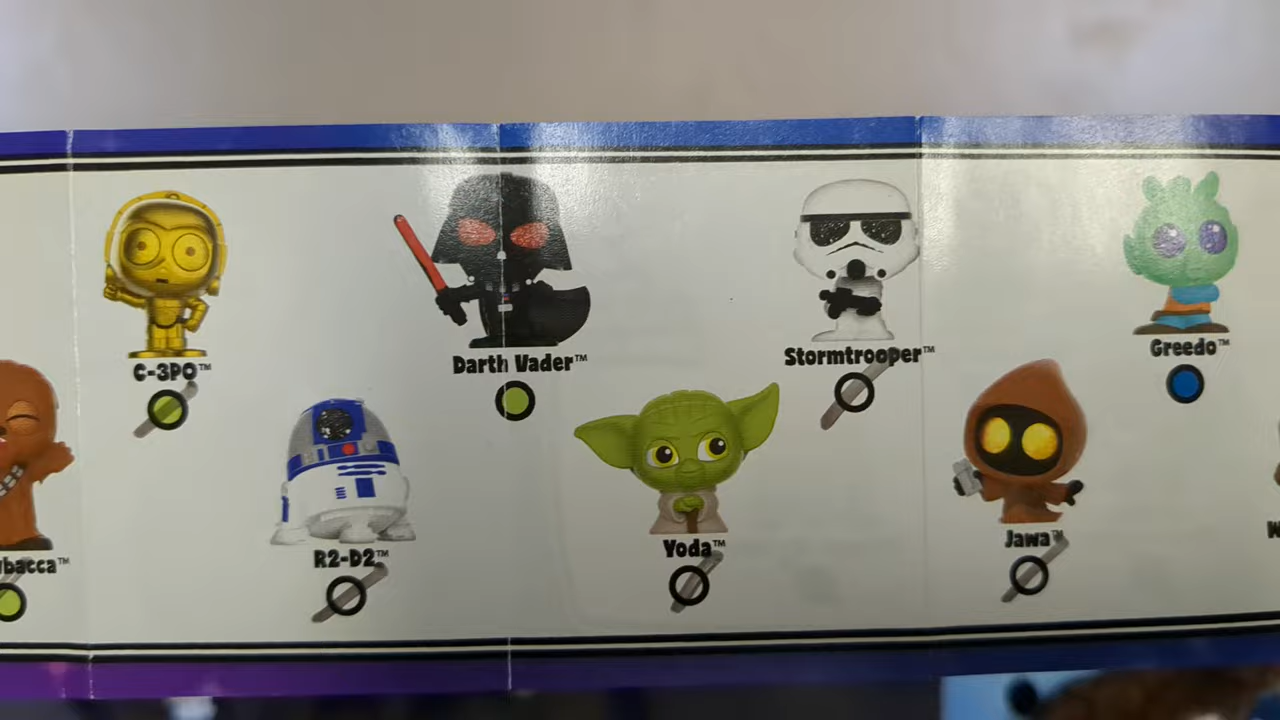 C-3PO™
Darth Vader™
Stormtrooper™
Greedo™
R2-D2™
Yoda™
Jawa™
bacca™